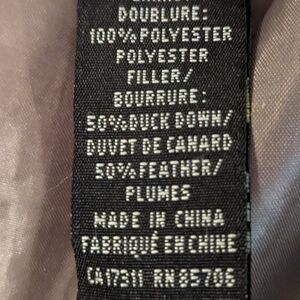 DOUBLURE:
100%POLYESTER
POLYESTER
FILLER/
BOURRURE:
50%DUCK DOWN/
DUVET DE CANARD
50%FEATHER/
PLUMES
MADE IN CHINA
FABRIQUÉ EN CHINE
CA17311 RN 85706